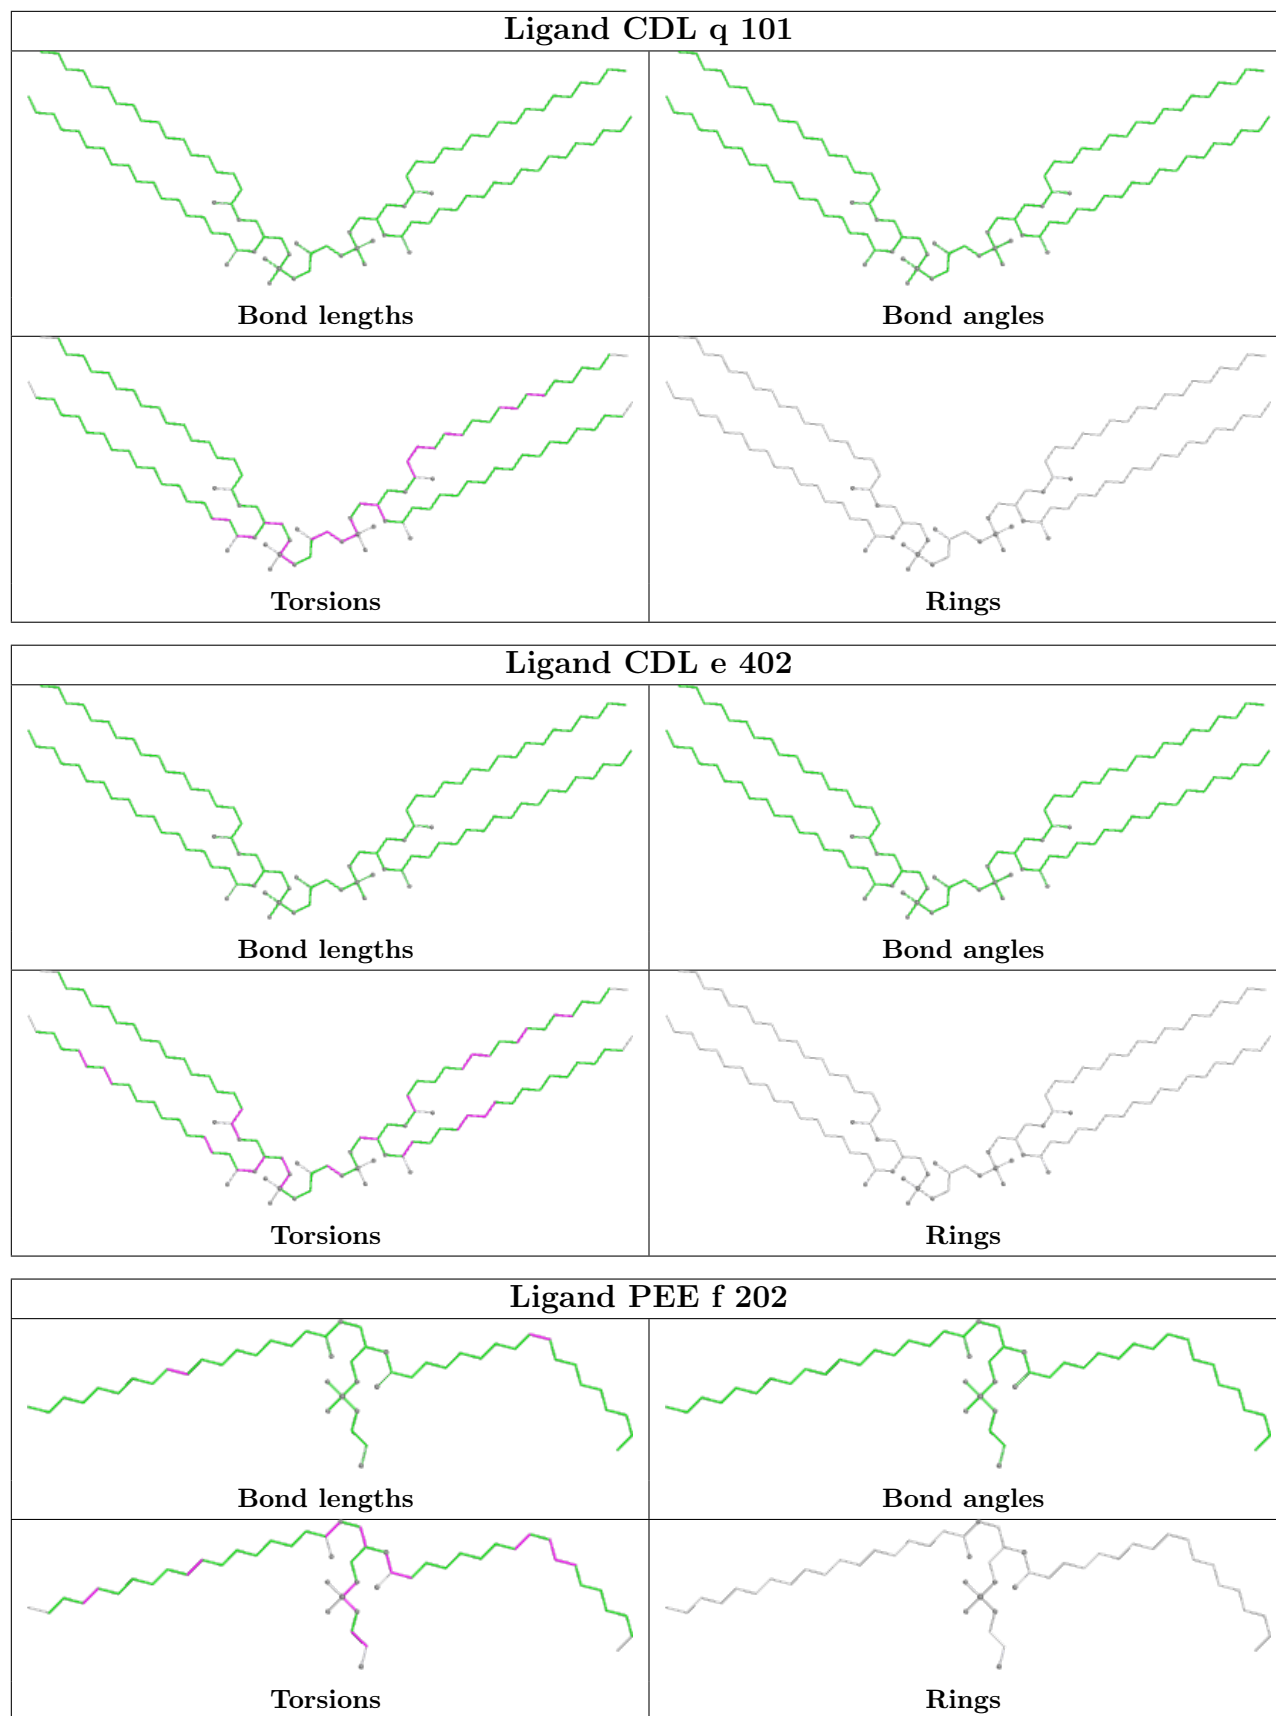 Ligand CDL q 101
Bond lengths
Bond angles
Torsions
Rings
Ligand CDL e 402
Bond lengths
Bond angles
Torsions
Rings
Ligand PEE f 202
Bond lengths
Bond angles
Torsions
Rings